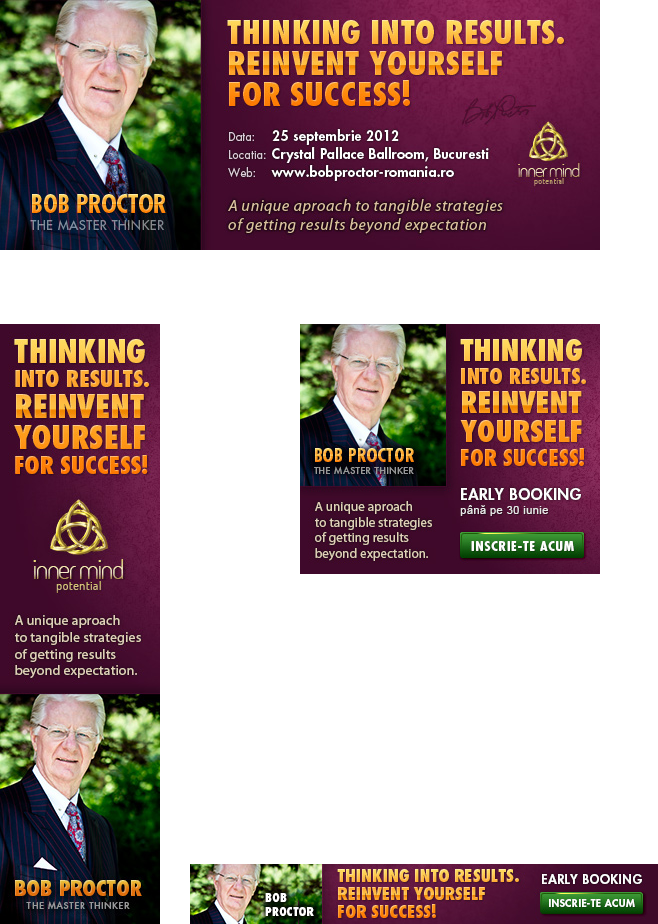 THINKING INTO RESULTS.
REINVENT YOURSELF
FOR SUCCESS!
Data: 25 septembrie 2012
Locatia: Crystal Pallace Ballroom, Bucuresti
Web: www.bobproctor-romania.ro
inner mind
potential
A unique aproach to tangible strategies
of getting results beyond expectation
BOB PROCTOR
THE MASTER THINKER
THINKING
INTO RESULTS.
REINVENT
YOURSELF
FOR SUCCESS!
inner mind
potential
A unique aproach
to tangible strategies
of getting results
beyond expectation.
BOB PROCTOR
THE MASTER THINKER
BOB PROCTOR
THE MASTER THINKER
A unique aproach
to tangible strategies
of getting results
beyond expectation.
THINKING
INTO RESULTS.
REINVENT
YOURSELF
FOR SUCCESS!
EARLY BOOKING
până pe 30 iunie
INSCRIE-TE ACUM
BOB
PROCTOR
THINKING INTO RESULTS.
REINVENT YOURSELF
FOR SUCCESS!
EARLY BOOKING
INSCRIE-TE ACUM